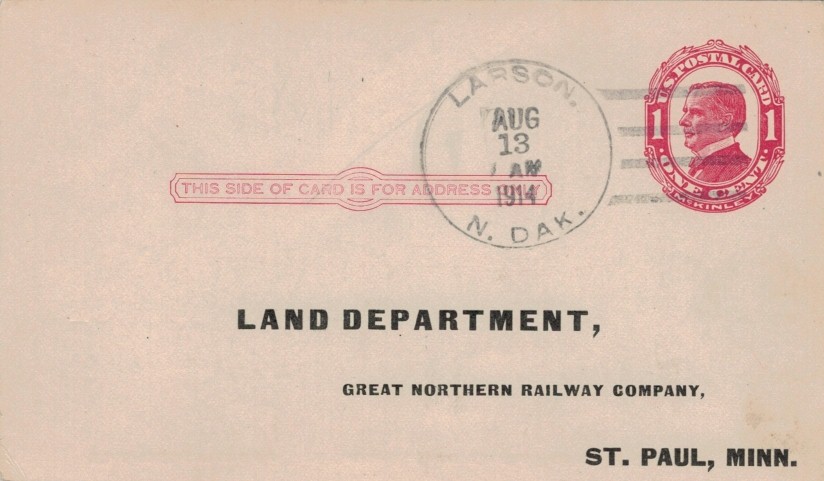 LARSON.
AUG
13
1914
N. DAK.
U.S. POSTAL CARD
1 1
ONE CENT.
McKINLEY
THIS SIDE OF CARD IS FOR ADDRESS ONLY
LAND DEPARTMENT,
GREAT NORTHERN RAILWAY COMPANY,
ST. PAUL, MINN.